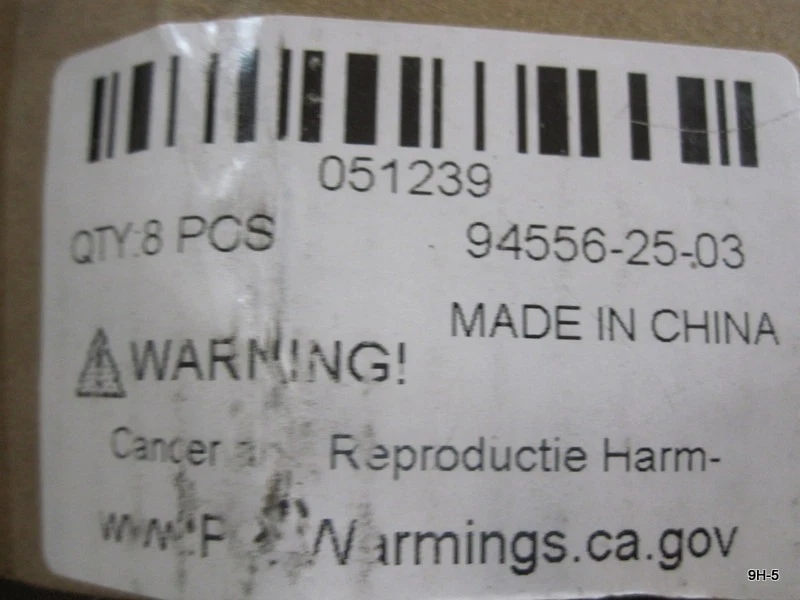 051239
QTY:8 PCS
94556-25-03
MADE IN CHINA
WARNING!
Cancer Reproductie Harm-
Warmings.ca.gov
9H-5